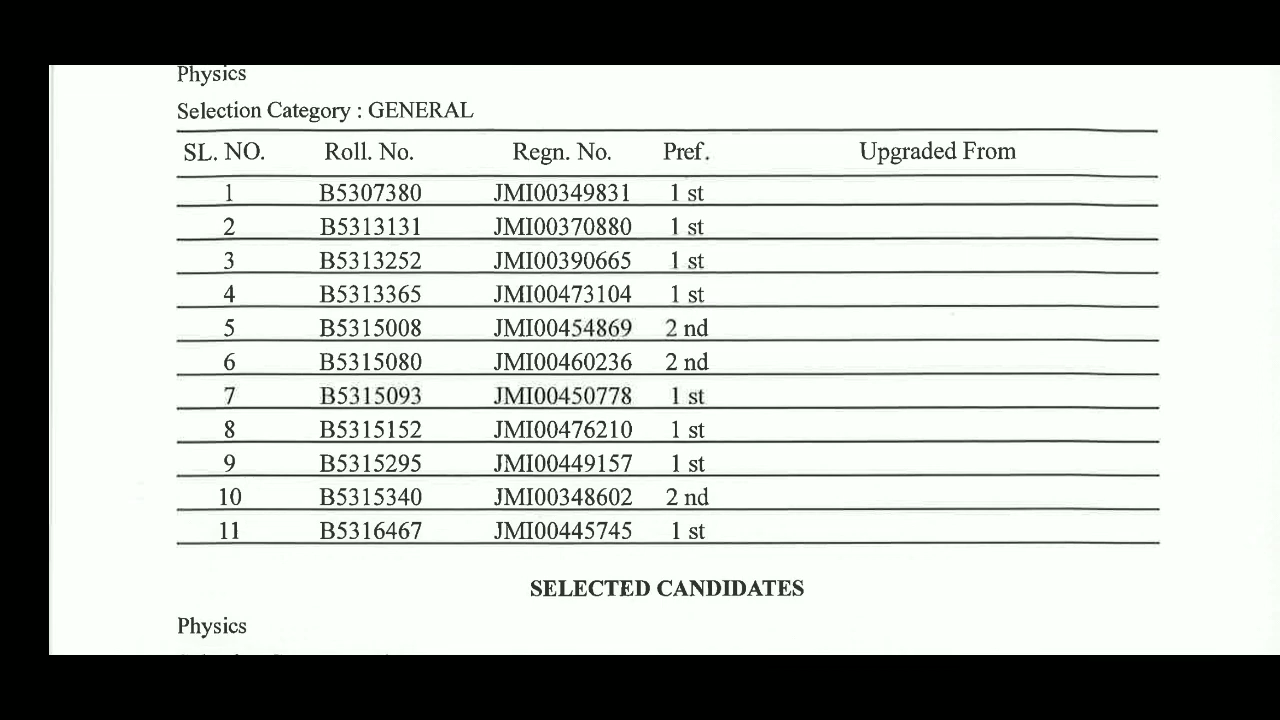 Physics
Selection Category : GENERAL
SL. NO. Roll. No. Regn. No. Pref. Upgraded From
1 B5307380 JMI00349831 1 st
2 B5313131 JMI00370880 1 st
3 B5313252 JMI00390665 1 st
4 B5313365 JMI00473104 1 st
5 B5315008 JMI00454869 2 nd
6 B5315080 JMI00460236 2 nd
7 B5315093 JMI00450778 1 st
8 B5315152 JMI00476210 1 st
9 B5315295 JMI00449157 1 st
10 B5315340 JMI00348602 2 nd
11 B5316467 JMI00445745 1 st
SELECTED CANDIDATES
Physics